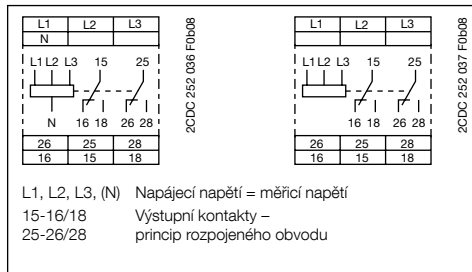 L1 L2 L3
N
L1 L2 L3 15 25
N 16 18 26 28
26 25 28
16 15 18
2CDC 252 036 F0b08
L1 L2 L3
L1 L2 L3 15 25
16 18 26 28
26 25 28
16 15 18
2CDC 252 037 F0b08
L1, L2, L3, (N) Napájecí napětí = měřicí napětí
15-16/18 Výstupní kontakty –
25-26/28 princip rozpojeného obvodu